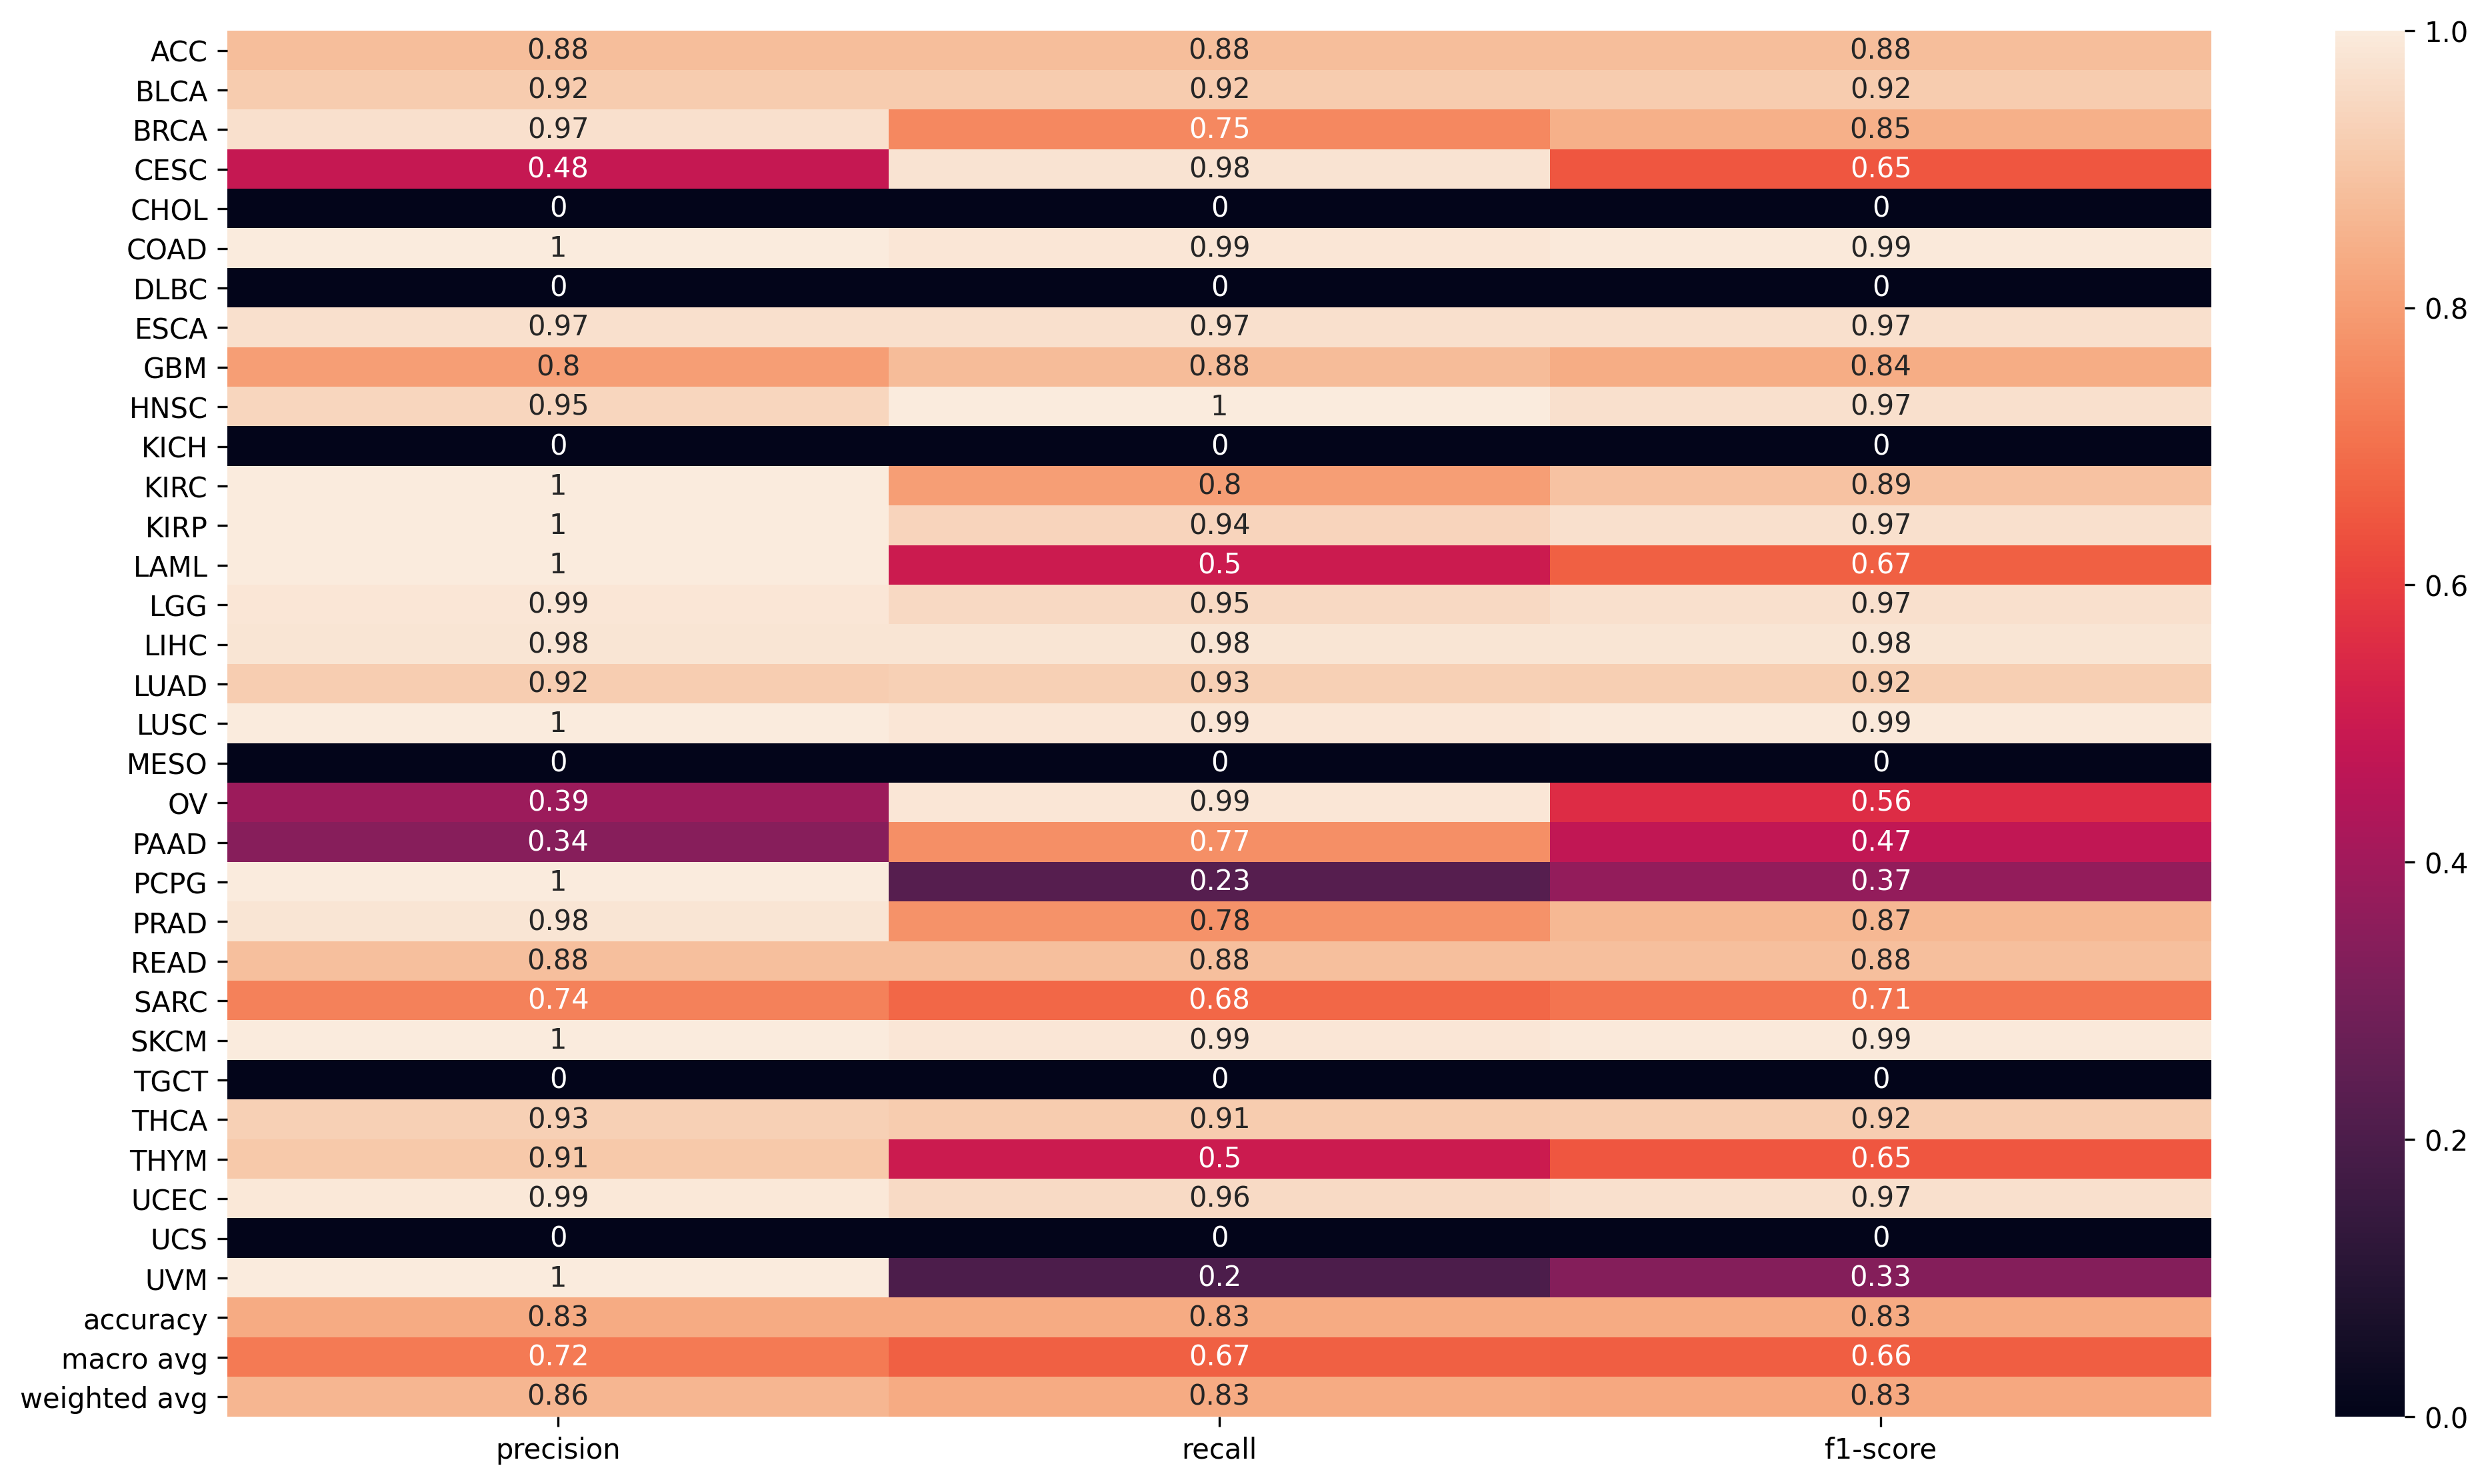 ACC 0.88 0.88 0.88
BLCA 0.92 0.92 0.92
BRCA 0.97 0.75 0.85
CESC 0.48 0.98 0.65
CHOL 0 0 0
COAD 1 0.99 0.99
DLBC 0 0 0
ESCA 0.97 0.97 0.97
GBM 0.8 0.88 0.84
HNSC 0.95 1 0.97
KICH 0 0 0
KIRC 1 0.8 0.89
KIRP 1 0.94 0.97
LAML 1 0.5 0.67
LGG 0.99 0.95 0.97
LIHC 0.98 0.98 0.98
LUAD 0.92 0.93 0.92
LUSC 1 0.99 0.99
MESO 0 0 0
OV 0.39 0.99 0.56
PAAD 0.34 0.77 0.47
PCPG 1 0.23 0.37
PRAD 0.98 0.78 0.87
READ 0.88 0.88 0.88
SARC 0.74 0.68 0.71
SKCM 1 0.99 0.99
TGCT 0 0 0
THCA 0.93 0.91 0.92
THYM 0.91 0.5 0.65
UCEC 0.99 0.96 0.97
UCS 0 0 0
UVM 1 0.2 0.33
accuracy 0.83 0.83 0.83
macro avg 0.72 0.67 0.66
weighted avg 0.86 0.83 0.83
precision recall f1-score
1.0
0.8
0.6
0.4
0.2
0.0